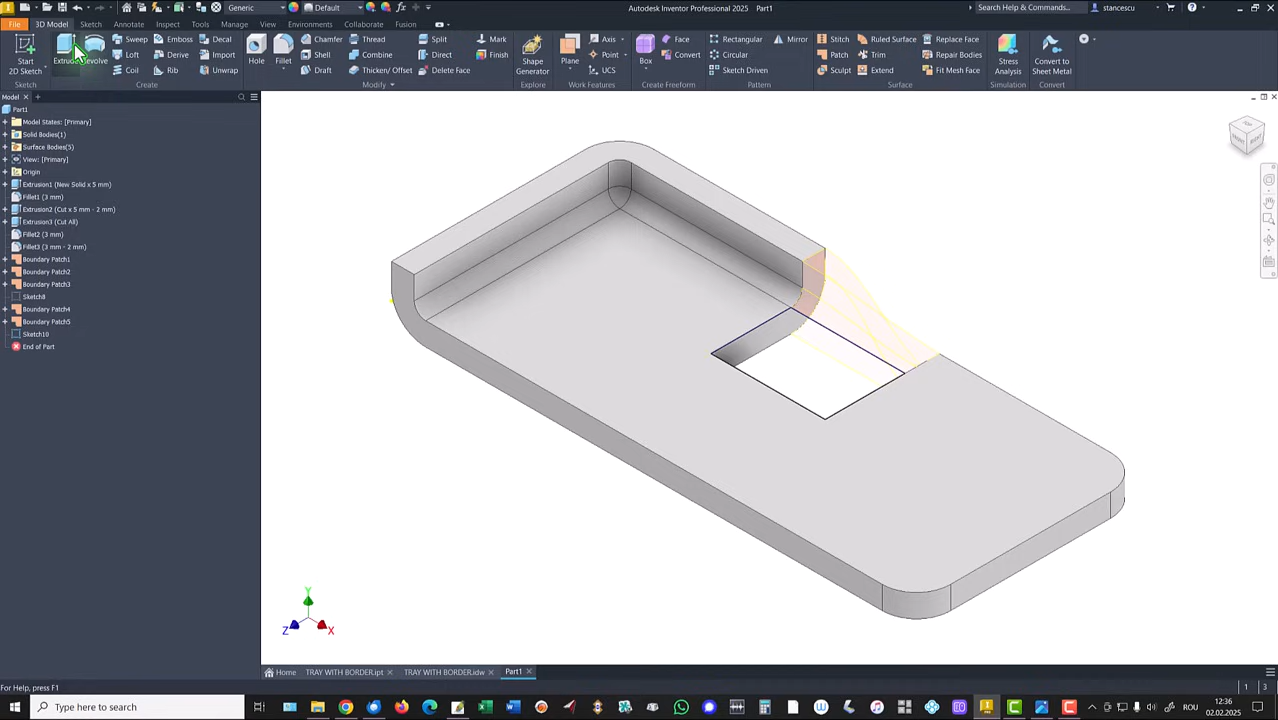 Generic
Default
Autodesk Inventor Professional 2025   Part1
Search Help & Commands...
stancescu
File
3D Model
Sketch
Annotate
Inspect
Tools
Manage
View
Environments
Collaborate
Fusion
Start
2D Sketch
Extrude
Revolve
Sweep
Loft
Coil
Emboss
Derive
Rib
Decal
Import
Unwrap
Hole
Fillet
Chamfer
Shell
Draft
Thread
Combine
Thicken/ Offset
Split
Direct
Delete Face
Mark
Finish
Shape
Generator
Plane
Axis
Point
UCS
Box
Face
Convert
Rectangular
Circular
Sketch Driven
Mirror
Stitch
Patch
Sculpt
Ruled Surface
Trim
Extend
Replace Face
Repair Bodies
Fit Mesh Face
Stress
Analysis
Convert to
Sheet Metal
Sketch
Create
Modify
Explore
Work Features
Create Freeform
Pattern
Surface
Simulation
Convert
Model
Part1
Model States: [Primary]
Solid Bodies(1)
Surface Bodies(5)
View: [Primary]
Origin
Extrusion1 (New Solid x 5 mm)
Fillet1 (3 mm)
Extrusion2 (Cut x 5 mm - 2 mm)
Extrusion3 (Cut All)
Fillet2 (3 mm)
Fillet3 (3 mm - 2 mm)
Boundary Patch1
Boundary Patch2
Boundary Patch3
Sketch8
Boundary Patch4
Boundary Patch5
Sketch10
End of Part
TOP
FRONT
RIGHT
Y
Z
X
Home
TRAY WITH BORDER.ipt
TRAY WITH BORDER.idw
Part1
For Help, press F1
1
3
Type here to search
ROU
12:36
02.02.2025